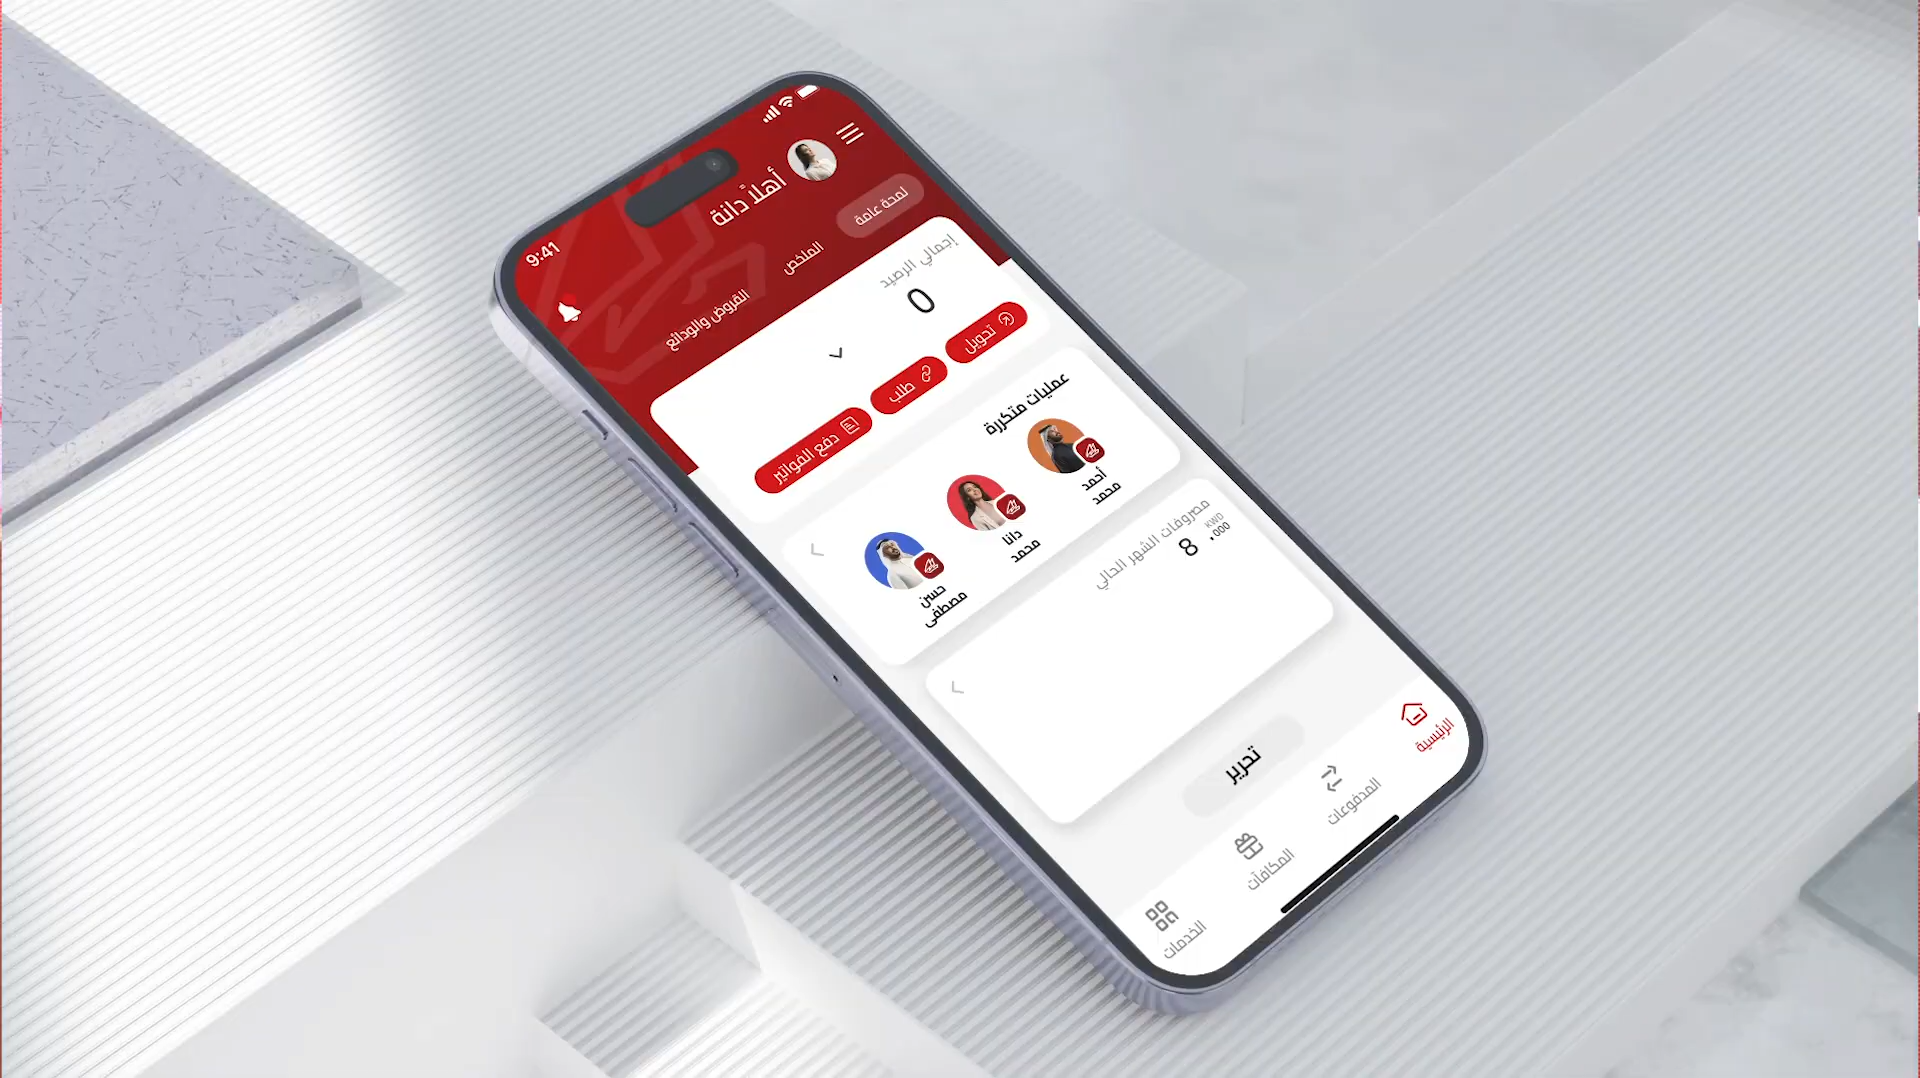 9:41
أهلاً دانة
لمحة عامة
الملخص
القروض والودائع
إجمالي الرصيد
0
تحويل
طلب
دفع الفواتير
عمليات متكررة
أحمد
محمد
دانا
محمد
حسن
مصطفى
مصروفات الشهر الحالي
KWD
8 .000
تحرير
الرئيسية
المدفوعات
المكافآت
الخدمات